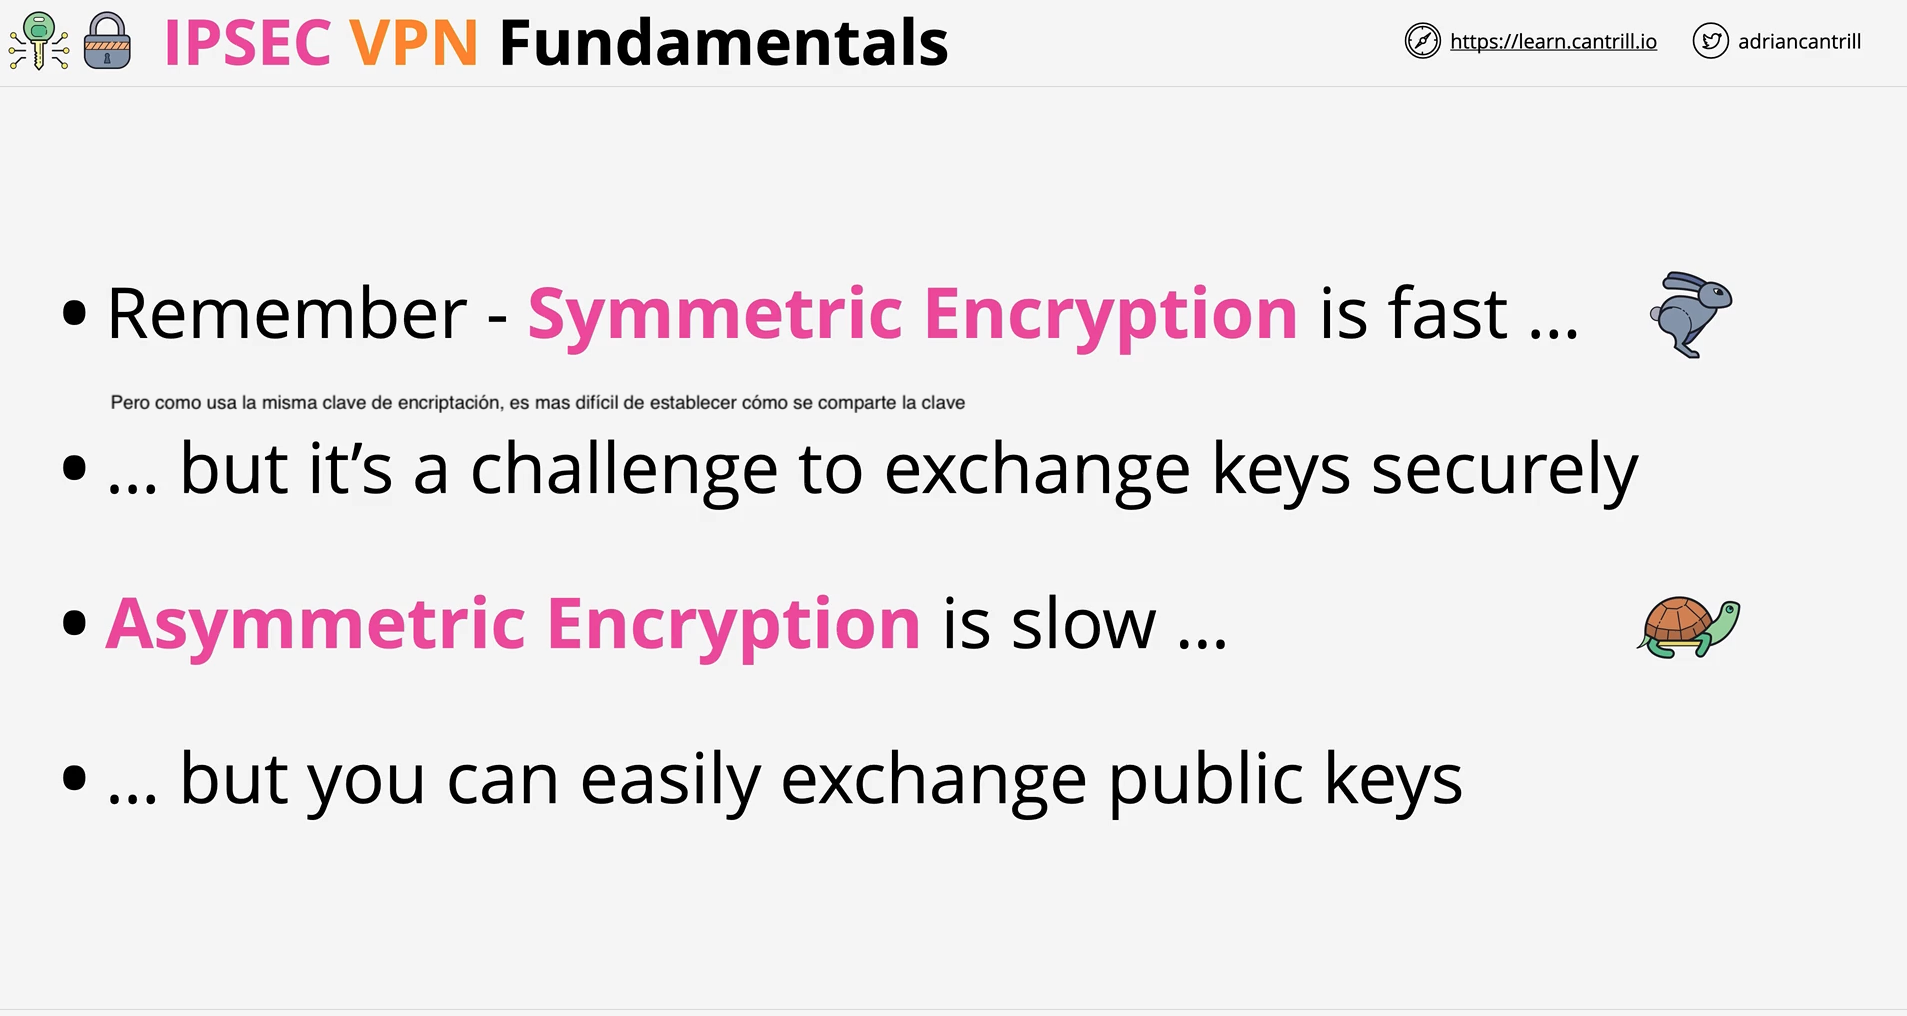 IPSEC VPN Fundamentals
https://learn.cantrill.io
adriancantrill
• Remember - Symmetric Encryption is fast ...
Pero como usa la misma clave de encriptación, es mas difícil de establecer cómo se comparte la clave
• ... but it’s a challenge to exchange keys securely
• Asymmetric Encryption is slow ...
• ... but you can easily exchange public keys